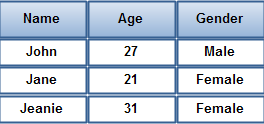 Name Age Gender
John 27 Male
Jane 21 Female
Jeanie 31 Female